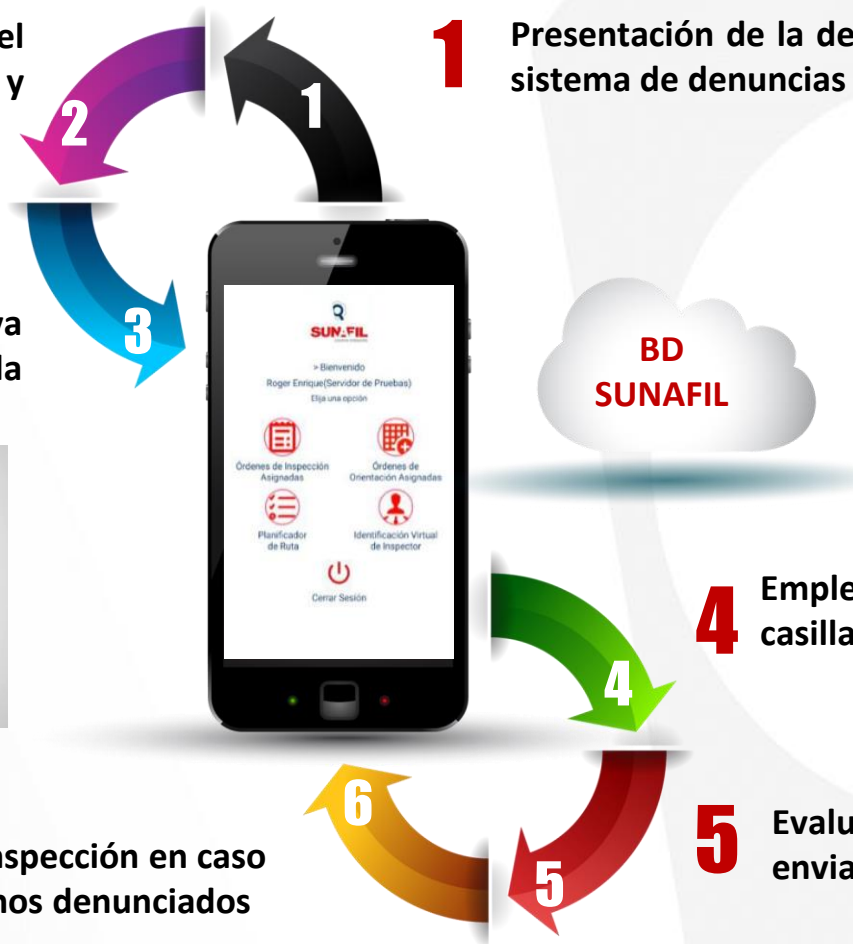 el
y
1
Presentación de la de
sistema de denuncias
2
1
3
va
la
SUNAFIL
> Bienvenido
Roger Enrique(Servidor de Pruebas)
Elija una opción
Órdenes de Inspección
Asignadas
Órdenes de
Orientación Asignadas
Planificador
de Ruta
Identificación Virtual
de Inspector
Cerrar Sesión
BD
SUNAFIL
4
4
Emple
casilla
6
5
5
Evalu
envia
nspección en caso
nos denunciados